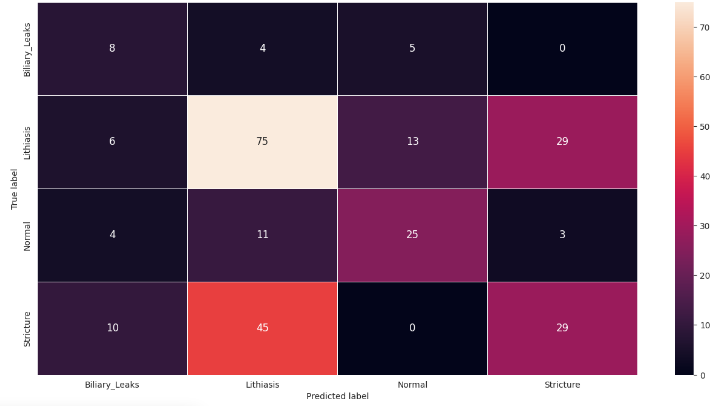 Biliary_Leaks 8 4 5 0
Lithiasis 6 75 13 29
Normal 4 11 25 3
Stricture 10 45 0 29
True label
Biliary_Leaks Lithiasis Normal Stricture
Predicted label
70
60
50
40
30
20
10
0